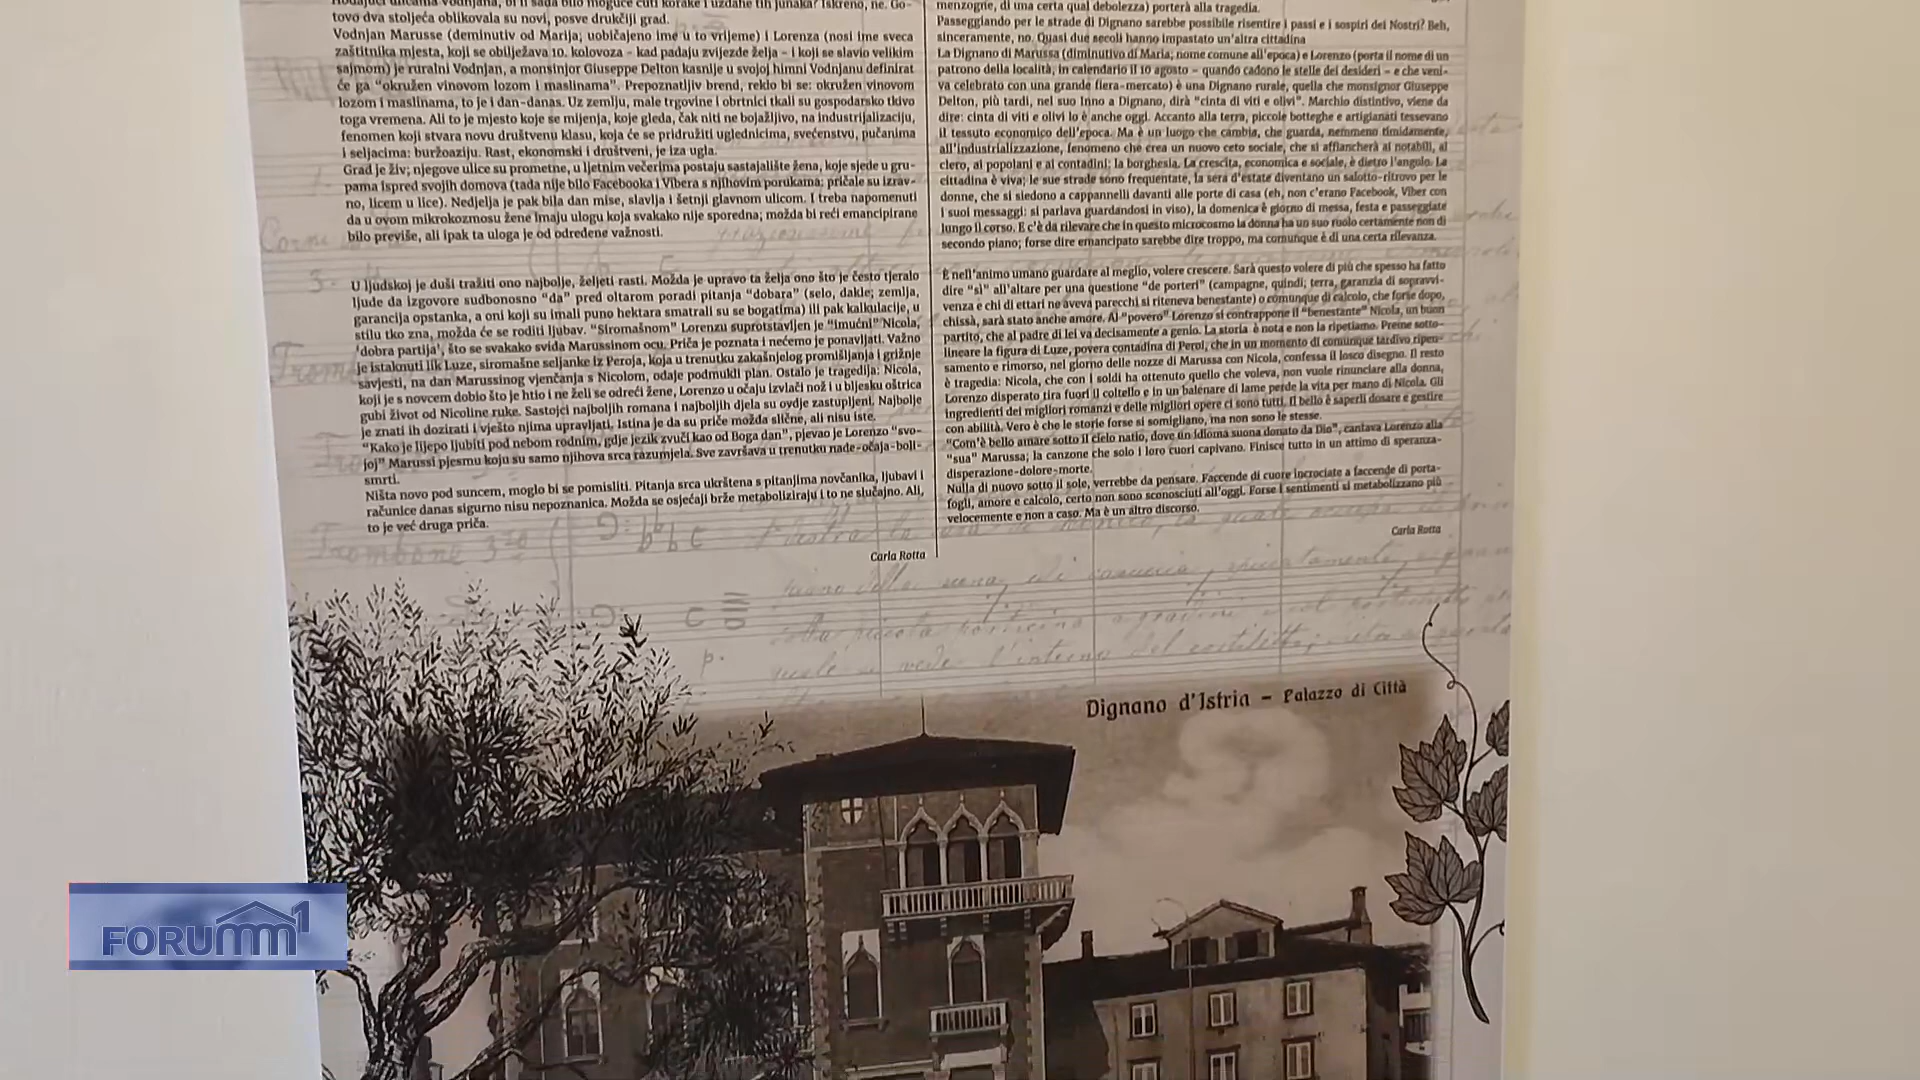 tovo dva stoljeća oblikovala su novi, posve drukčiji grad.
Vodnjan Marusse (deminutiv od Marija; uobičajeno ime u to vrijeme) i Lorenza (nosi ime sveca
zaštitnika mjesta, koji se obilježava 10. kolovoza – kad padaju zvijezde želja – i koji se slavio velikim
sajmom) je ruralni Vodnjan, a monsinjor Giuseppe Delton kasnije u svojoj himni Vodnjanu definirat
će ga “okružen vinovom lozom i maslinama”. Prepoznatljiv brend, reklo bi se: okružen vinovom
lozom i maslinama, to je i dan-danas. Uz zemlju, male trgovine i obrtnici tkali su gospodarsko tkivo
toga vremena. Ali to je mjesto koje se mijenja, koje gleda, čak niti ne bojažljivo, na industrijalizaciju,
fenomen koji stvara novu društvenu klasu, koja će se pridružiti uglednicima, svećenstvu, pučanima
i seljacima: buržoaziju. Rast, ekonomski i društveni, je iza ugla.
Grad je živ; njegove ulice su prometne, u ljetnim večerima postaju sastajalište žena, koje sjede u gru-
pama ispred svojih domova (tada nije bilo Facebooka i Vibera s njihovim porukama; pričale su izrav-
no, licem u lice). Nedjelja je pak bila dan mise, slavlja i šetnji glavnom ulicom. I treba napomenuti
da u ovom mikrokozmosu žene imaju ulogu koja svakako nije sporedna; možda bi reći emancipirane
bilo previše, ali ipak ta uloga je od određene važnosti.
U ljudskoj je duši tražiti ono najbolje, željeti rasti. Možda je upravo ta želja ono što je često tjeralo
ljude da izgovore sudbonosno “da” pred oltarom poradi pitanja “dobara” (selo, dakle; zemlja,
garancija opstanka, a oni koji su imali puno hektara smatrali su se bogatima) ili pak kalkulacije, u
stilu tko zna, možda će se roditi ljubav. “Siromašnom” Lorenzu suprotstavljen je “imućni” Nicola,
'dobra partija', što se svakako sviđa Marussinom ocu. Priča je poznata i nećemo je ponavljati. Važno
je istaknuti lik Luze, siromašne seljanke iz Peroja, koja u trenutku zakašnjelog promišljanja i grižnje
savjesti, na dan Marussinog vjenčanja s Nicolom, odaje podmukli plan. Ostalo je tragedija: Nicola,
koji je s novcem dobio što je htio i ne želi se odreći žene, Lorenzo u očaju izvlači nož i u bljesku oštrica
gubi život od Nicoline ruke. Sastojci najboljih romana i najboljih djela su ovdje zastupljeni. Najbolje
je znati ih dozirati i vješto njima upravljati. Istina je da su priče možda slične, ali nisu iste.
“Kako je lijepo ljubiti pod nebom rodnim, gdje jezik zvuči kao od Boga dan”, pjevao je Lorenzo “svo-
joj” Marussi pjesmu koju su samo njihova srca razumjela. Sve završava u trenutku nade-očaja-boli-
smrti.
Ništa novo pod suncem, moglo bi se pomisliti. Pitanja srca ukrštena s pitanjima novčanika, ljubavi i
računice danas sigurno nisu nepoznanica. Možda se osjećaji brže metaboliziraju i to ne slučajno. Ali,
to je već druga priča.
Carla Rotta
menzogne, di una certa qual debolezza) porterà alla tragedia.
Passeggiando per le strade di Dignano sarebbe possibile risentire i passi e i sospiri dei Nostri? Beh,
sinceramente, no. Quasi due secoli hanno impastato un'altra cittadina
La Dignano di Marussa (diminutivo di Maria; nome comune all'epoca) e Lorenzo (porta il nome di un
patrono della località, in calendario il 10 agosto – quando cadono le stelle dei desideri – e che veni-
va celebrato con una grande fiera-mercato) è una Dignano rurale, quella che monsignor Giuseppe
Delton, più tardi, nel suo Inno a Dignano, dirà “cinta di viti e olivi”. Marchio distintivo, viene da
dire: cinta di viti e olivi lo è anche oggi. Accanto alla terra, piccole botteghe e artigianati tessevano
il tessuto economico dell'epoca. Ma è un luogo che cambia, che guarda, nemmeno timidamente,
all'industrializzazione, fenomeno che crea un nuovo ceto sociale, che si affiancherà ai notabili, al
clero, ai popolani e ai contadini; la borghesia. La crescita, economica e sociale, è dietro l'angolo. La
cittadina è viva; le sue strade sono frequentate, la sera d'estate diventano un salotto-ritrovo per le
donne, che si siedono a cappannelli davanti alle porte di casa (eh, non c'erano Facebook, Viber con
i suoi messaggi: si parlava guardandosi in viso), la domenica è giorno di messa, festa e passeggiate
lungo il corso. E c'è da rilevare che in questo microcosmo la donna ha un suo ruolo certamente non di
secondo piano; forse dire emancipato sarebbe dire troppo, ma comunque è di una certa rilevanza.
È nell'animo umano guardare al meglio, volere crescere. Sarà questo volere di più che spesso ha fatto
dire “sì” all'altare per una questione “de porteri” (campagne, quindi; terra, garanzia di sopravvi-
venza e chi di ettari ne aveva parecchi si riteneva benestante) o comunque di calcolo, che forse dopo,
chissà, sarà stato anche amore. Al “povero” Lorenzo si contrappone il “benestante” Nicola, un buon
partito, che al padre di lei va decisamente a genio. La storia è nota e non la ripetiamo. Preme sotto-
lineare la figura di Luze, povera contadina di Peroi, che in un momento di comunque tardivo ripen-
samento e rimorso, nel giorno delle nozze di Marussa con Nicola, confessa il losco disegno. Il resto
è tragedia: Nicola, che con i soldi ha ottenuto quello che voleva, non vuole rinunciare alla donna,
Lorenzo disperato tira fuori il coltello e in un balenare di lame perde la vita per mano di Nicola. Gli
ingredienti dei migliori romanzi e delle migliori opere ci sono tutti. Il bello è saperli dosare e gestire
con abilità. Vero è che le storie forse si somigliano, ma non sono le stesse.
“Com'è bello amare sotto il cielo natio, dove un idioma suona donato da Dio”, cantava Lorenzo alla
“sua” Marussa; la canzone che solo i loro cuori capivano. Finisce tutto in un attimo di speranza-
disperazione-dolore-morte.
Nulla di nuovo sotto il sole, verrebbe da pensare. Faccende di cuore incrociate a faccende di porta-
fogli, amore e calcolo, certo non sono sconosciuti all'oggi. Forse i sentimenti si metabolizzano più
velocemente e non a caso. Ma è un altro discorso.
Carla Rotta
Dignano d'Istria – Palazzo di Città
FORUM 1